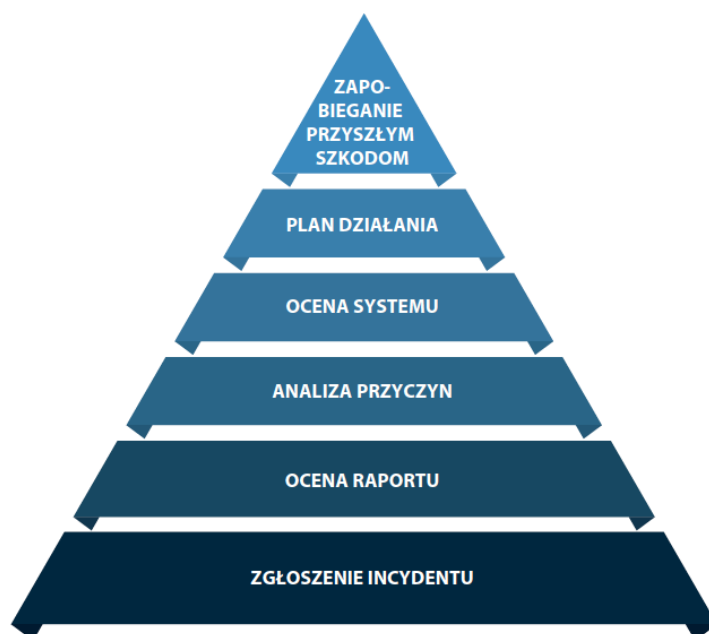 ZAPO-
BIEGANIE
PRZYSZŁYM
SZKODOM
PLAN DZIAŁANIA
OCENA SYSTEMU
ANALIZA PRZYCZYN
OCENA RAPORTU
ZGŁOSZENIE INCYDENTU